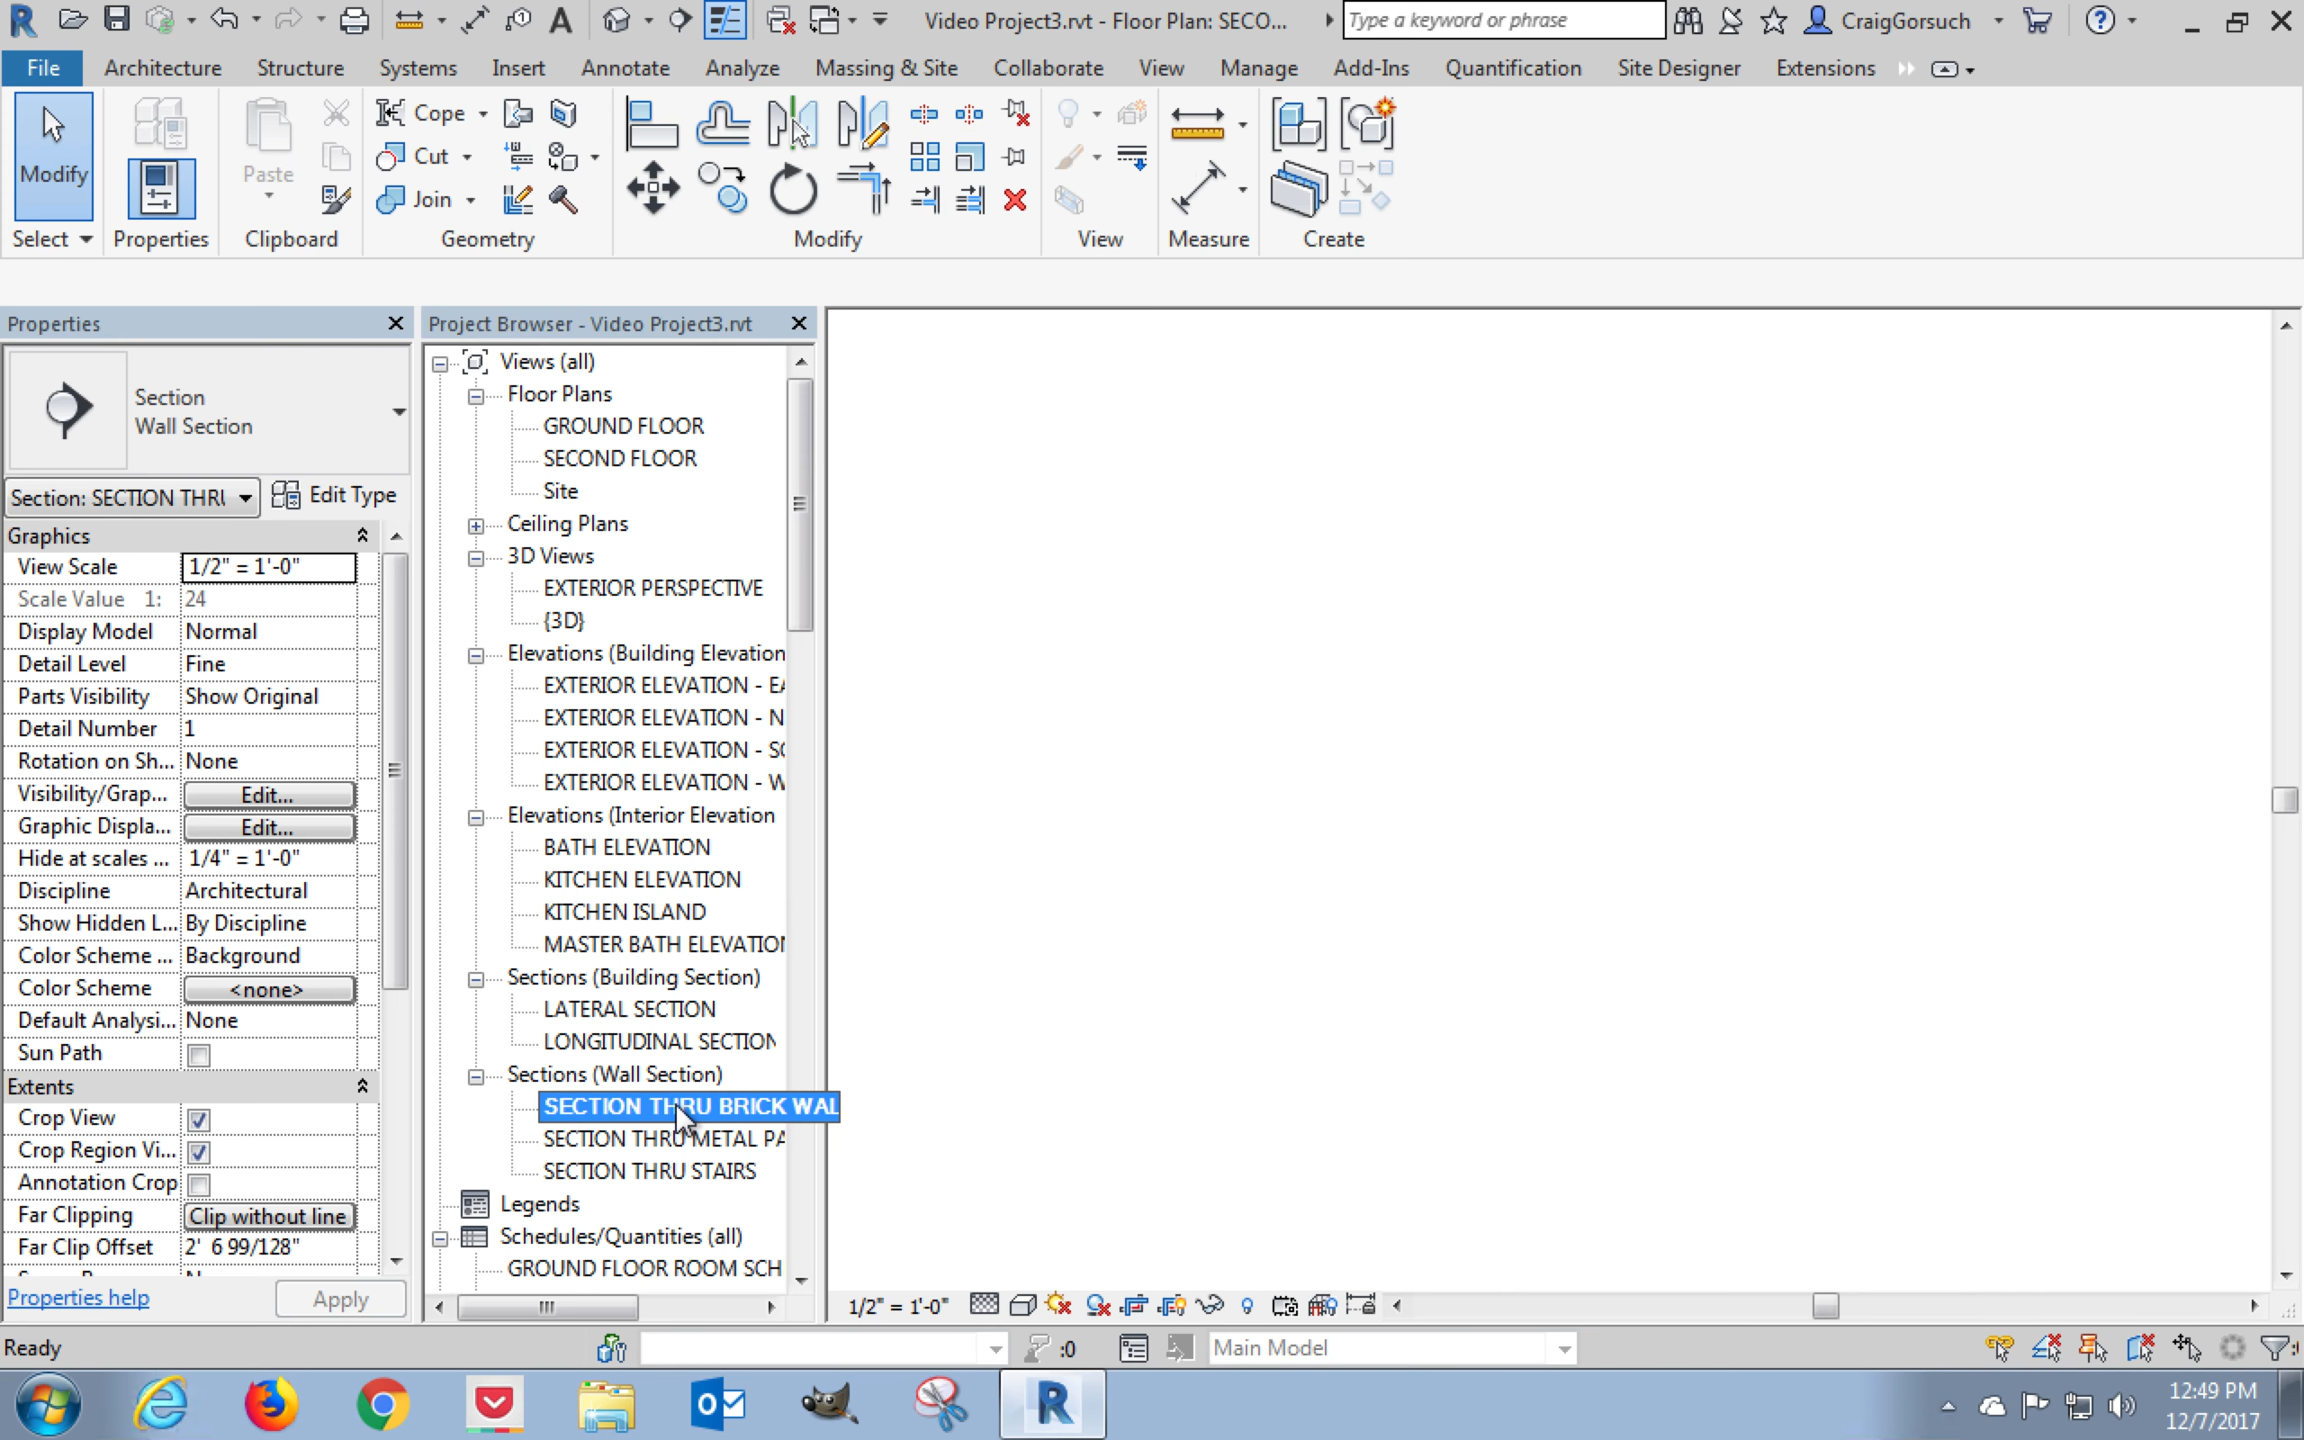 Video Project3.rvt - Floor Plan: SECO...
Type a keyword or phrase
CraigGorsuch
File Architecture Structure Systems Insert Annotate Analyze Massing & Site Collaborate View Manage Add-Ins Quantification Site Designer Extensions
Modify
Paste
Cope
Cut
Join
Select Properties Clipboard Geometry Modify View Measure Create
Properties
Section
Wall Section
Section: SECTION THRU
Edit Type
Graphics
View Scale 1/2" = 1'-0"
Scale Value 1: 24
Display Model Normal
Detail Level Fine
Parts Visibility Show Original
Detail Number 1
Rotation on Sh... None
Visibility/Grap... Edit...
Graphic Displa... Edit...
Hide at scales ... 1/4" = 1'-0"
Discipline Architectural
Show Hidden L... By Discipline
Color Scheme ... Background
Color Scheme <none>
Default Analysi... None
Sun Path
Extents
Crop View
Crop Region Vi...
Annotation Crop
Far Clipping Clip without line
Far Clip Offset 2' 6 99/128"
Properties help
Apply
Project Browser - Video Project3.rvt
Views (all)
Floor Plans
GROUND FLOOR
SECOND FLOOR
Site
Ceiling Plans
3D Views
EXTERIOR PERSPECTIVE
{3D}
Elevations (Building Elevation
EXTERIOR ELEVATION - EA
EXTERIOR ELEVATION - N
EXTERIOR ELEVATION - SO
EXTERIOR ELEVATION - W
Elevations (Interior Elevation
BATH ELEVATION
KITCHEN ELEVATION
KITCHEN ISLAND
MASTER BATH ELEVATION
Sections (Building Section)
LATERAL SECTION
LONGITUDINAL SECTION
Sections (Wall Section)
SECTION THRU BRICK WAL
SECTION THRU METAL PA
SECTION THRU STAIRS
Legends
Schedules/Quantities (all)
GROUND FLOOR ROOM SCH
1/2" = 1'-0"
Ready
:0
Main Model
12:49 PM
12/7/2017